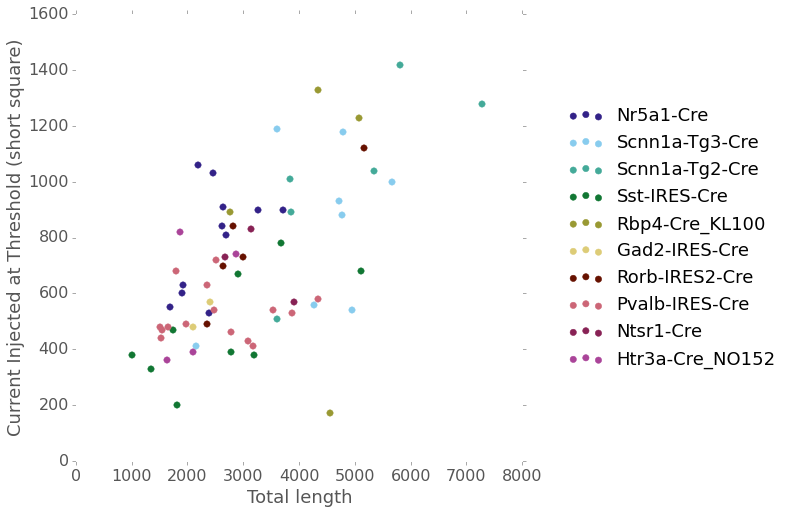 1600
1400
1200
1000
800
600
400
200
0
0 1000 2000 3000 4000 5000 6000 7000 8000
Total length
Current Injected at Threshold (short square)
Nr5a1-Cre
Scnn1a-Tg3-Cre
Scnn1a-Tg2-Cre
Sst-IRES-Cre
Rbp4-Cre_KL100
Gad2-IRES-Cre
Rorb-IRES2-Cre
Pvalb-IRES-Cre
Ntsr1-Cre
Htr3a-Cre_NO152